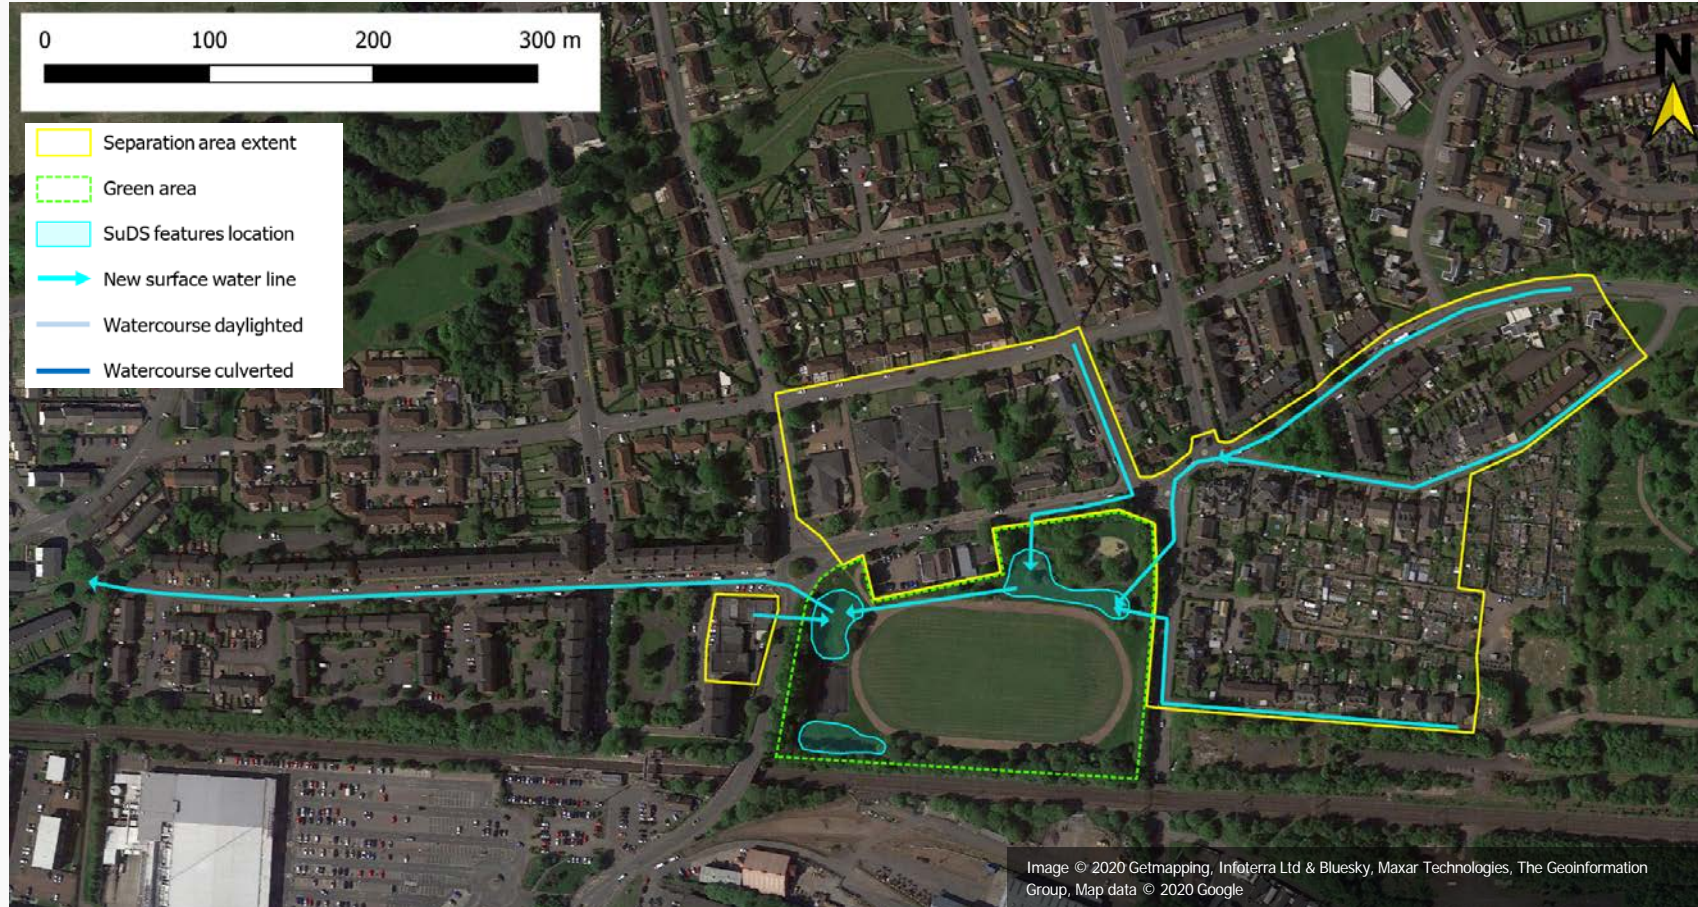 0 100 200 300 m
N
Separation area extent
Green area
SuDS features location
New surface water line
Watercourse daylighted
Watercourse culverted
Image © 2020 Getmapping, Infoterra Ltd & Bluesky, Maxar Technologies, The Geoinformation
Group, Map data © 2020 Google